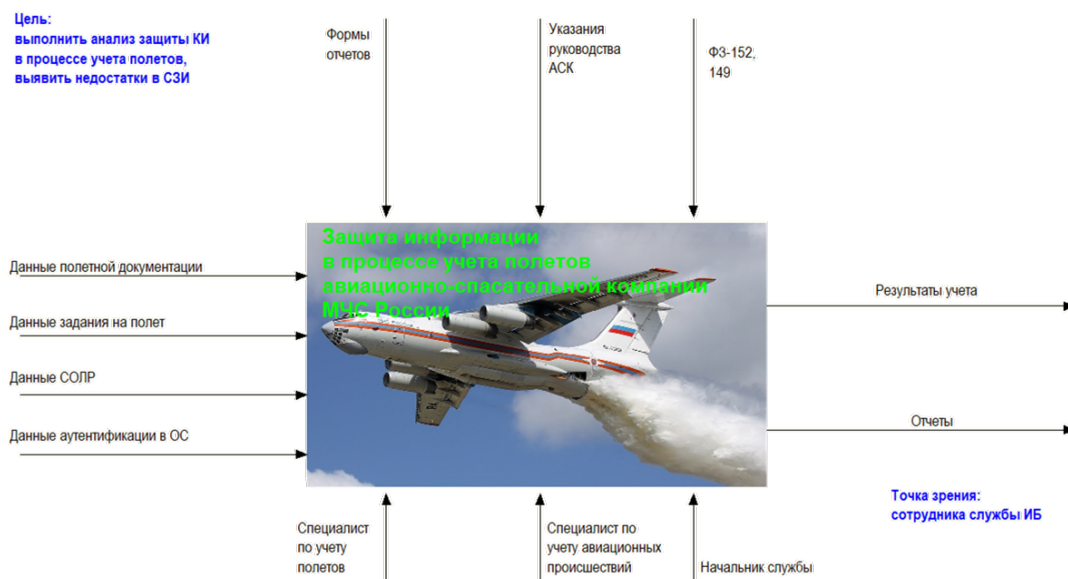 Цель:
выполнить анализ защиты КИ
в процессе учета полетов,
выявить недостатки в СЗИ
Формы
отчетов
Указания
руководства
АСК
ФЗ-152,
149
Защита информации
в процессе учета полетов
авиационно-спасательной компании
МЧС России
Данные полетной документации
Данные задания на полет
Данные СОЛР
Данные аутентификации в ОС
Результаты учета
Отчеты
Точка зрения:
сотрудника службы ИБ
Специалист
по учету
полетов
Специалист по
учету авиационных
происшествий
Начальник службы